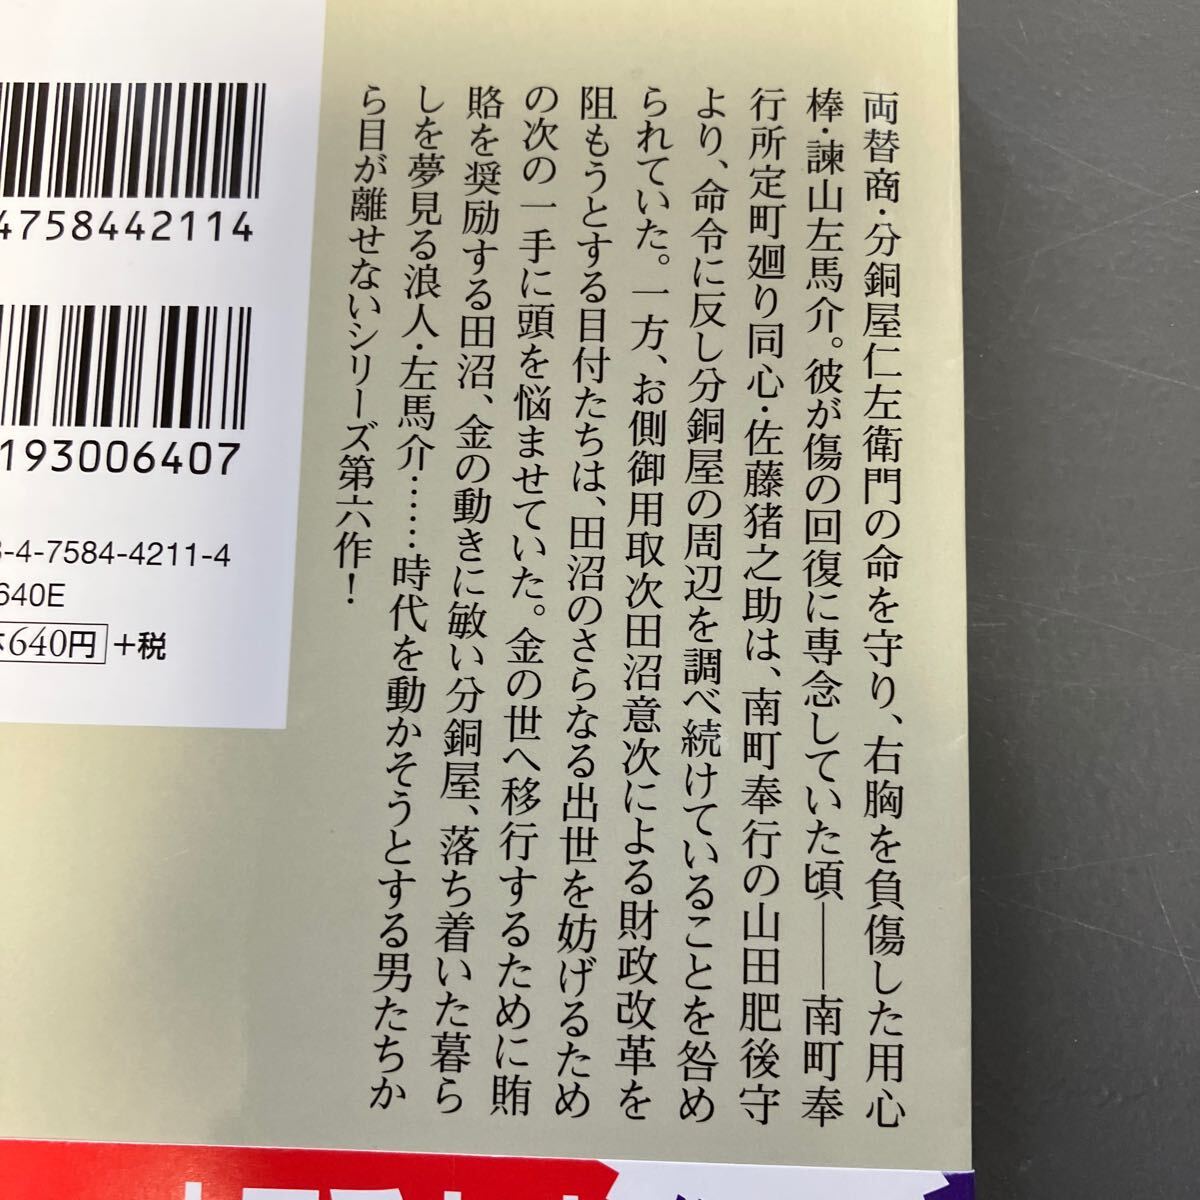 両替商・分銅屋仁左衛門の命を守り、右胸を負傷した用心
棒・諫山左馬介。彼が傷の回復に専念していた頃――南町奉
行所定町廻り同心・佐藤猪之助は、南町奉行の山田肥後守
より、命令に反し分銅屋の周辺を調べ続けていることを咎め
られていた。一方、お側御用取次田沼意次による財政改革を
阻もうとする目付たちは、田沼のさらなる出世を妨げるため
の次の一手に頭を悩ませていた。金の世へ移行するために賄
賂を奨励する田沼、金の動きに敏い分銅屋、落ち着いた暮ら
しを夢見る浪人・左馬介……時代を動かそうとする男たちか
ら目が離せないシリーズ第六作！
4758442114
193006407
-4-7584-4211-4
640E
640円 +税